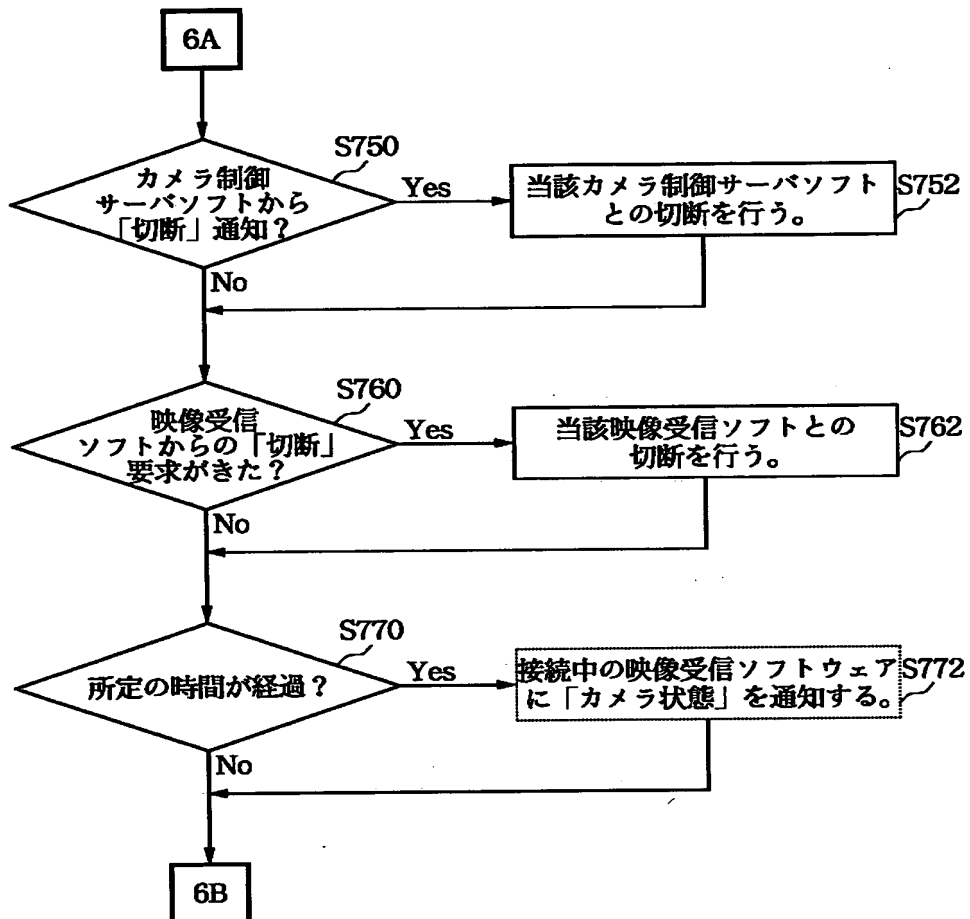 6A
S750
カメラ制御
サーバソフトから
「切断」通知？
Yes
当該カメラ制御サーバソフト
との切断を行う。
S752
No
S760
映像受信
ソフトからの「切断」
要求がきた？
Yes
当該映像受信ソフトとの
切断を行う。
S762
No
S770
所定の時間が経過？
Yes
接続中の映像受信ソフトウェア
に「カメラ状態」を通知する。
S772
No
6B